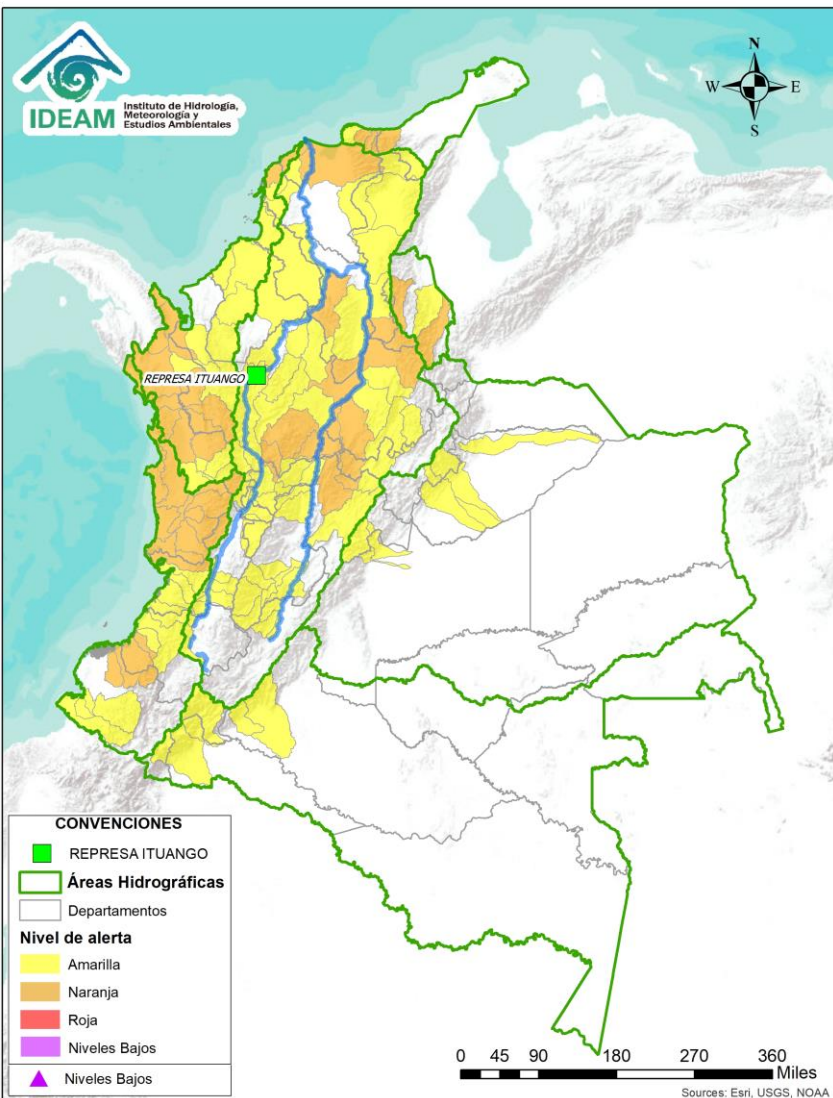 IDEAM
Instituto de Hidrología,
Meteorología y
Estudios Ambientales
N
W
E
S
REPRESA ITUANGO
CONVENCIONES
REPRESA ITUANGO
Áreas Hidrográficas
Departamentos
Nivel de alerta
Amarilla
Naranja
Roja
Niveles Bajos
Niveles Bajos
0 45 90 180 270 360
Miles
Sources: Esri, USGS, NOAA